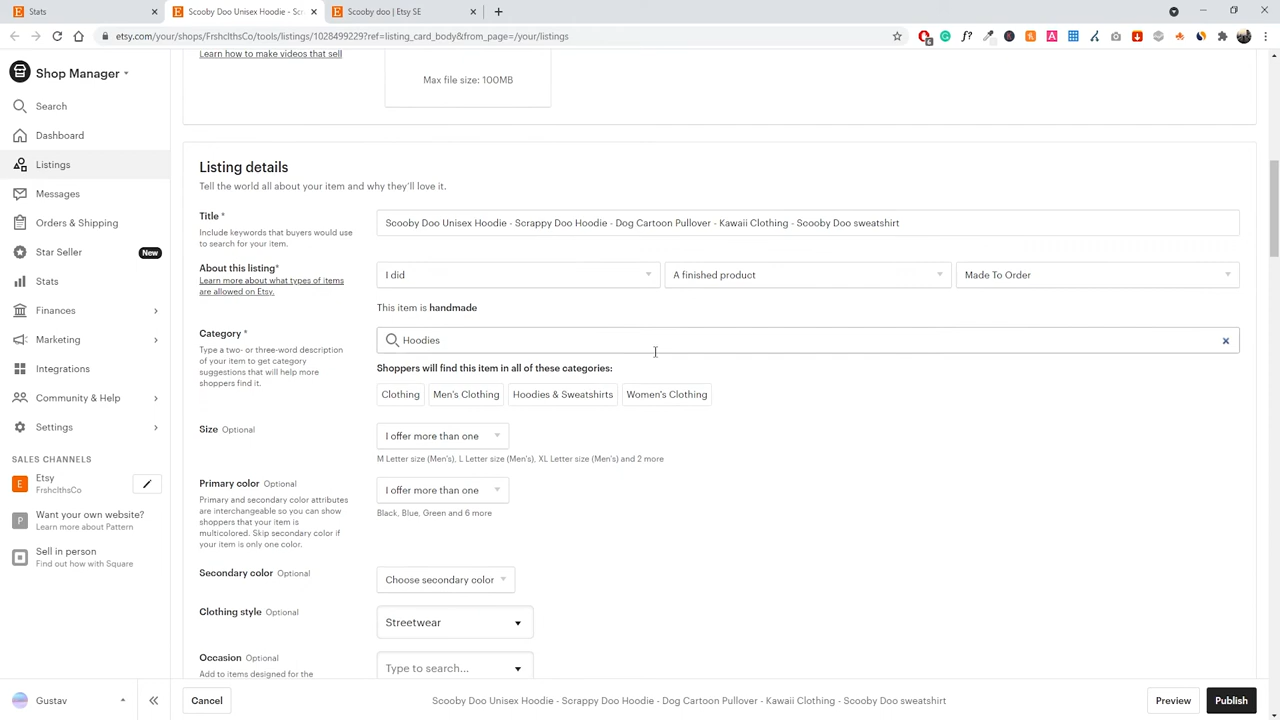 Stats
Scooby Doo Unisex Hoodie - Scr
Scooby doo | Etsy SE
etsy.com/your/shops/FrshclthsCo/tools/listings/1028499229?ref=listing_card_body&from_page=/your/listings
Shop Manager
Search
Dashboard
Listings
Messages
Orders & Shipping
Star Seller
New
Stats
Finances
Marketing
Integrations
Community & Help
Settings
SALES CHANNELS
E
Etsy
FrshclthsCo
P
Want your own website?
Learn more about Pattern
Sell in person
Find out how with Square
Gustav
Learn how to make videos that sell
Max file size: 100MB
Listing details
Tell the world all about your item and why they'll love it.
Title *
Include keywords that buyers would
use to search for your item.
Scooby Doo Unisex Hoodie - Scrappy Doo Hoodie - Dog Cartoon Pullover - Kawaii Clothing - Scooby Doo sweatshirt
About this listing*
Learn more about what types of items
are allowed on Etsy.
I did
A finished product
Made To Order
This item is handmade
Category *
Type a two- or three-word description
of your item to get category
suggestions that will help more
shoppers find it.
Hoodies
Shoppers will find this item in all of these categories:
Clothing
Men's Clothing
Hoodies & Sweatshirts
Women's Clothing
Size Optional
I offer more than one
M Letter size (Men's), L Letter size (Men's), XL Letter size (Men's) and 2 more
Primary color Optional
Primary and secondary color attributes
are interchangeable so you can show
shoppers that your item is
multicolored. Skip secondary color if
your item is only one color.
I offer more than one
Black, Blue, Green and 6 more
Secondary color Optional
Choose secondary color
Clothing style Optional
Streetwear
Occasion Optional
Add to items designed for the
Type to search...
Cancel
Scooby Doo Unisex Hoodie - Scrappy Doo Hoodie - Dog Cartoon Pullover - Kawaii Clothing - Scooby Doo sweatshirt
Preview
Publish